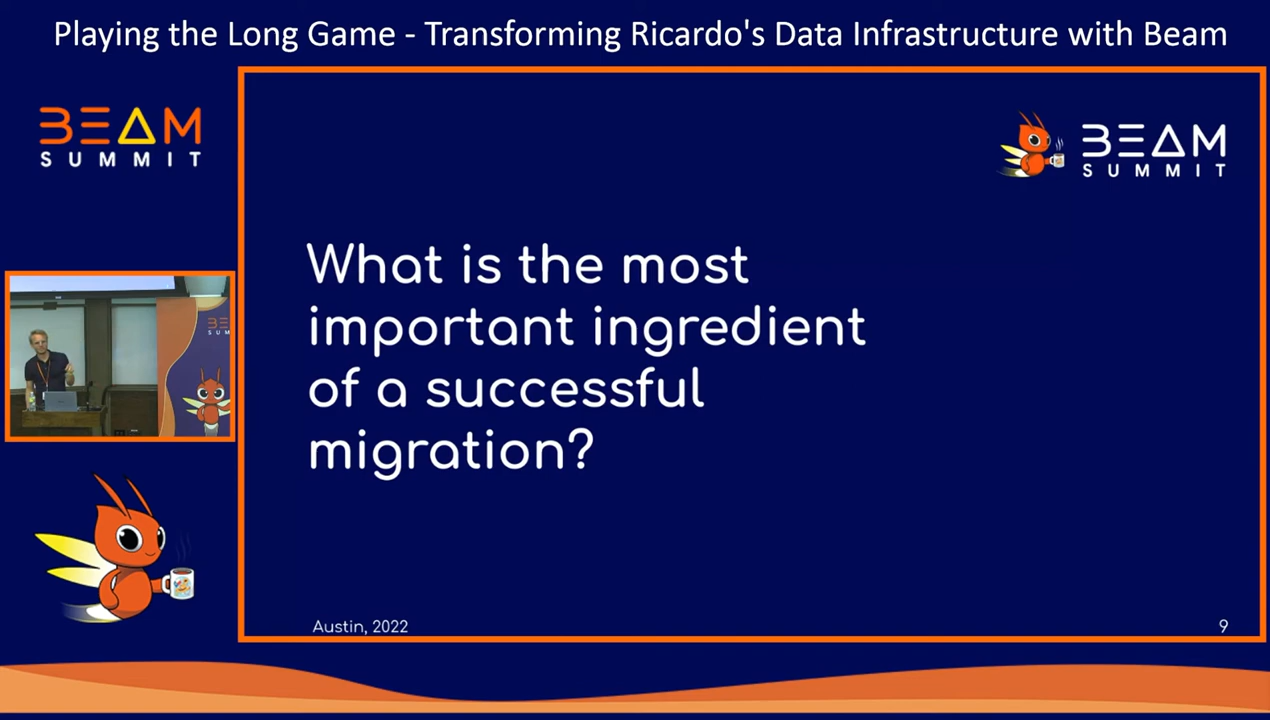 Playing the Long Game - Transforming Ricardo's Data Infrastructure with Beam
BEAM
SUMMIT
BEAM
SUMMIT
What is the most
important ingredient
of a successful
migration?
Austin, 2022
9